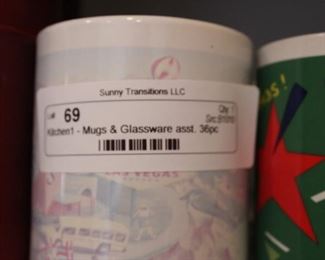 Sunny Transitions LLC
Lot# 69
Qty: 1
Kitchen1 - Mugs & Glassware asst. 36pc
LAS VEGAS